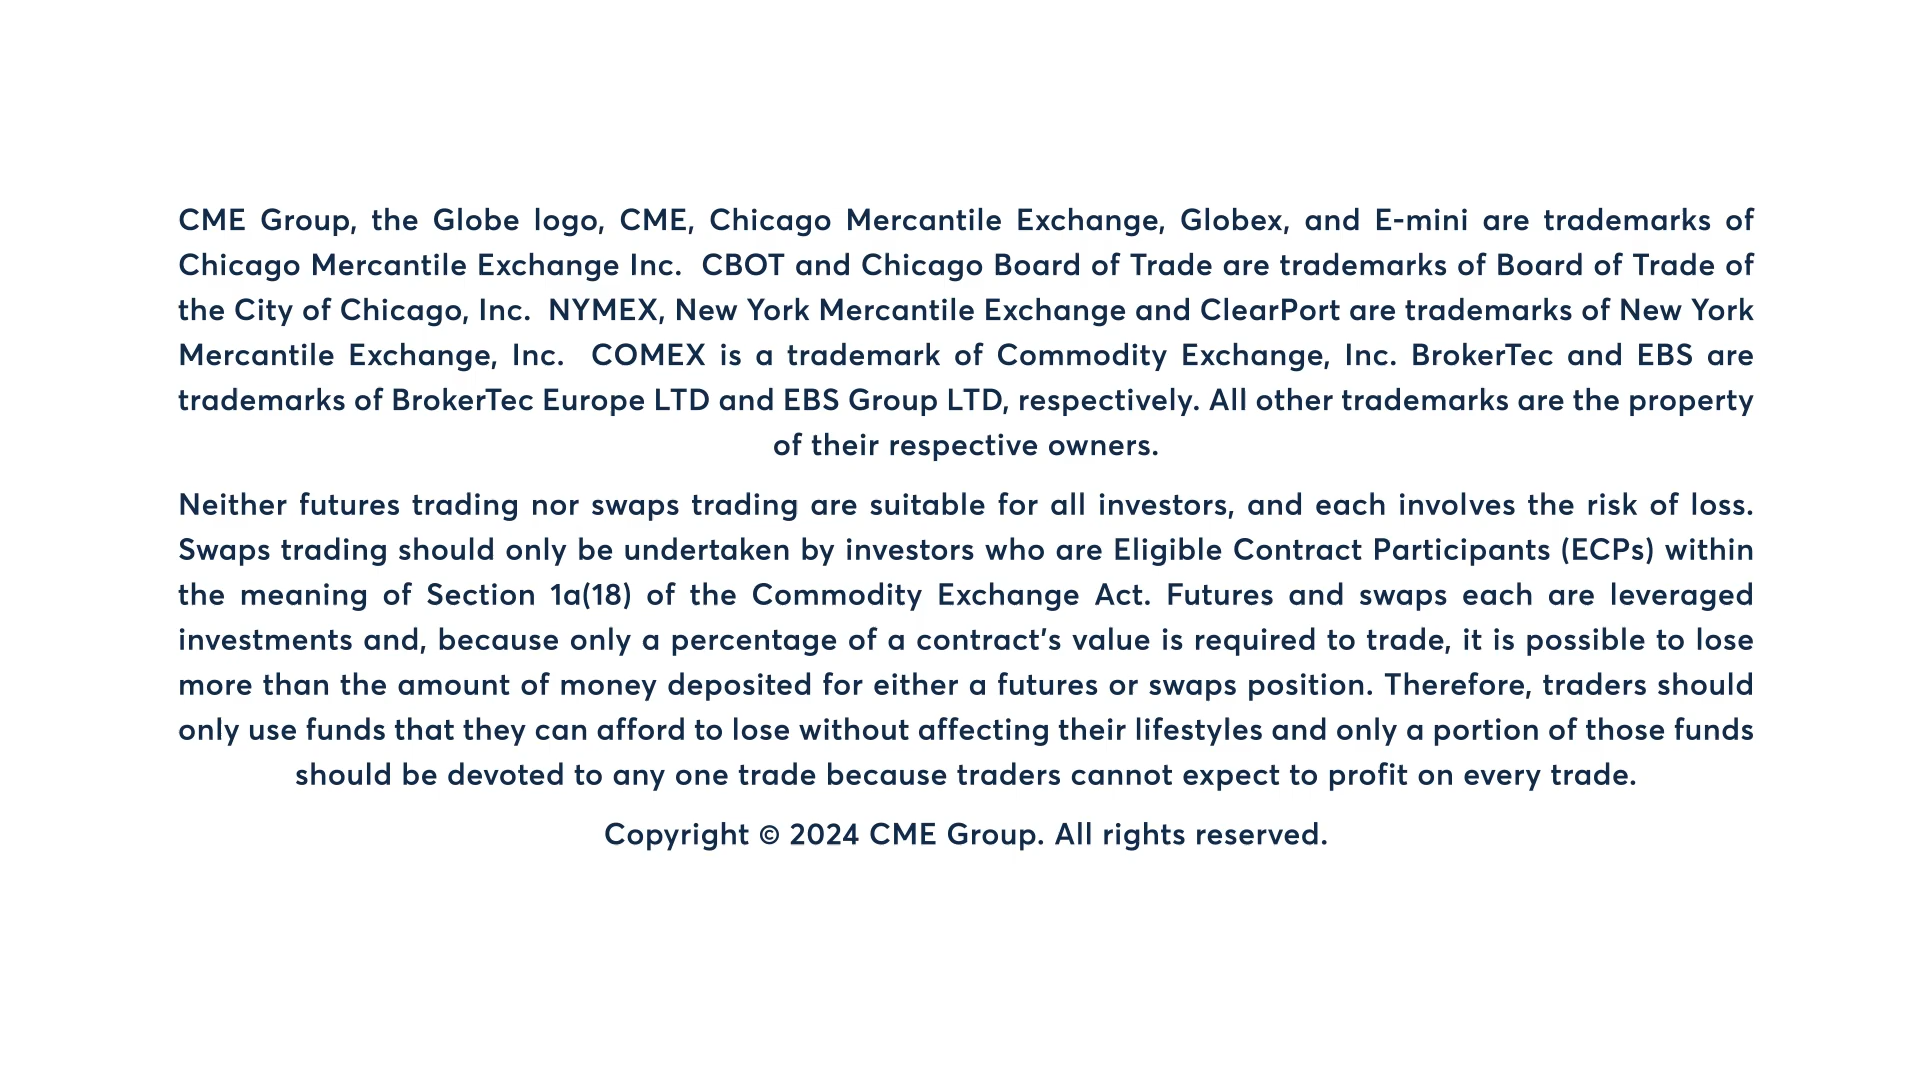 CME Group, the Globe logo, CME, Chicago Mercantile Exchange, Globex, and E-mini are trademarks of
Chicago Mercantile Exchange Inc.  CBOT and Chicago Board of Trade are trademarks of Board of Trade of
the City of Chicago, Inc.  NYMEX, New York Mercantile Exchange and ClearPort are trademarks of New York
Mercantile Exchange, Inc.  COMEX is a trademark of Commodity Exchange, Inc. BrokerTec and EBS are
trademarks of BrokerTec Europe LTD and EBS Group LTD, respectively. All other trademarks are the property
of their respective owners.
Neither futures trading nor swaps trading are suitable for all investors, and each involves the risk of loss.
Swaps trading should only be undertaken by investors who are Eligible Contract Participants (ECPs) within
the meaning of Section 1a(18) of the Commodity Exchange Act. Futures and swaps each are leveraged
investments and, because only a percentage of a contract’s value is required to trade, it is possible to lose
more than the amount of money deposited for either a futures or swaps position. Therefore, traders should
only use funds that they can afford to lose without affecting their lifestyles and only a portion of those funds
should be devoted to any one trade because traders cannot expect to profit on every trade.
Copyright © 2024 CME Group. All rights reserved.